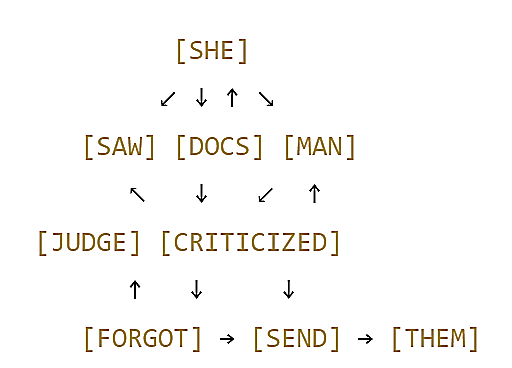 [SHE]
↙ ↓ ↑ ↘
[SAW] [DOCS] [MAN]
↖ ↓ ↙ ↑
[JUDGE] [CRITICIZED]
↑ ↓ ↓
[FORGOT] → [SEND] → [THEM]